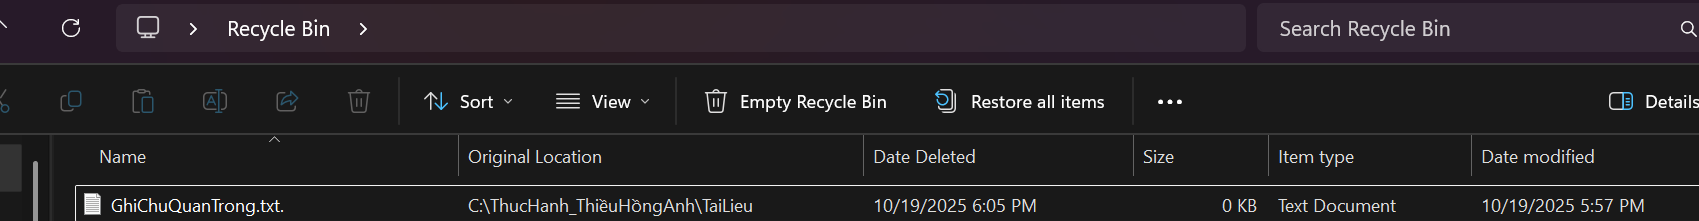 Recycle Bin
Search Recycle Bin
Sort View Empty Recycle Bin Restore all items Details
Name Original Location Date Deleted Size Item type Date modified
GhiChuQuanTrong.txt. C:\ThucHanh_ThiềuHồngAnh\TaiLieu 10/19/2025 6:05 PM 0 KB Text Document 10/19/2025 5:57 PM